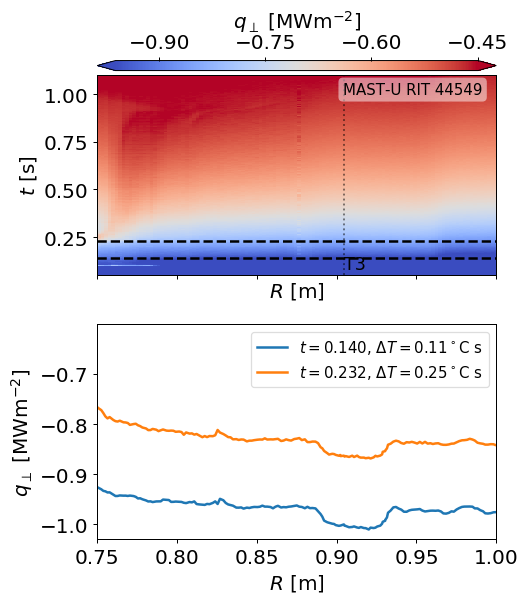 q⊥ [MWm⁻²]
−0.90 −0.75 −0.60 −0.45
MAST-U RIT 44549
1.00
0.75
0.50
0.25
t [s]
T3
R [m]
t = 0.140, ΔT = 0.11°C s
t = 0.232, ΔT = 0.25°C s
−0.7
−0.8
−0.9
−1.0
q⊥ [MWm⁻²]
0.75 0.80 0.85 0.90 0.95 1.00
R [m]